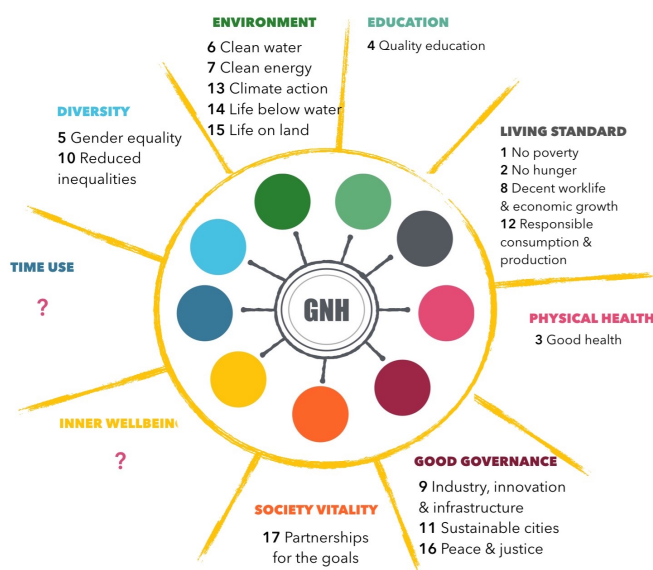 ENVIRONMENT
6 Clean water
7 Clean energy
13 Climate action
14 Life below water
15 Life on land
EDUCATION
4 Quality education
DIVERSITY
5 Gender equality
10 Reduced
inequalities
LIVING STANDARD
1 No poverty
2 No hunger
8 Decent worklife
& economic growth
12 Responsible
consumption &
production
TIME USE
?
GNH
PHYSICAL HEALTH
3 Good health
INNER WELLBEIN
?
GOOD GOVERNANCE
9 Industry, innovation
& infrastructure
11 Sustainable cities
16 Peace & justice
SOCIETY VITALITY
17 Partnerships
for the goals